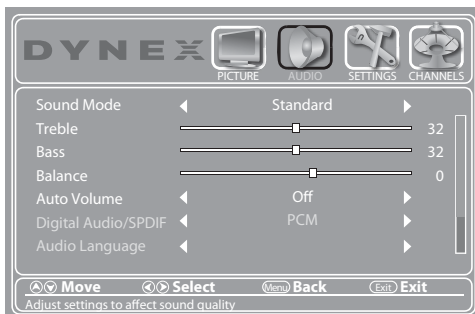 DYNEX
PICTURE AUDIO SETTINGS CHANNELS
Sound Mode Standard
Treble 32
Bass 32
Balance 0
Auto Volume Off
Digital Audio/SPDIF PCM
Audio Language
Move Select Menu Back Exit Exit
Adjust settings to affect sound quality